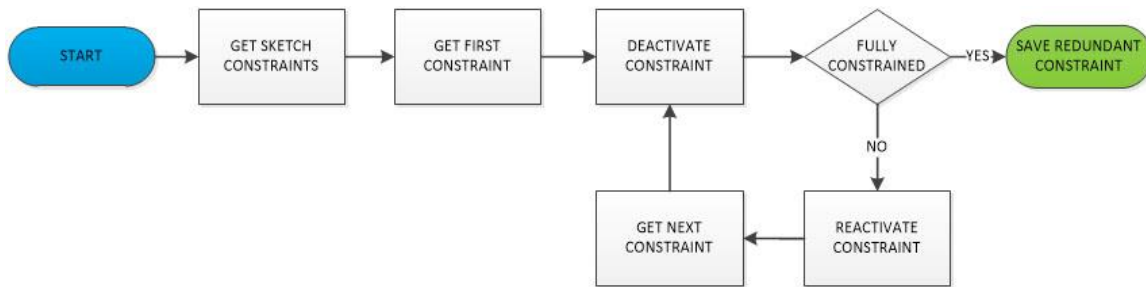 START
GET SKETCH
CONSTRAINTS
GET FIRST
CONSTRAINT
DEACTIVATE
CONSTRAINT
FULLY
CONSTRAINED
YES
SAVE REDUNDANT
CONSTRAINT
NO
GET NEXT
CONSTRAINT
REACTIVATE
CONSTRAINT